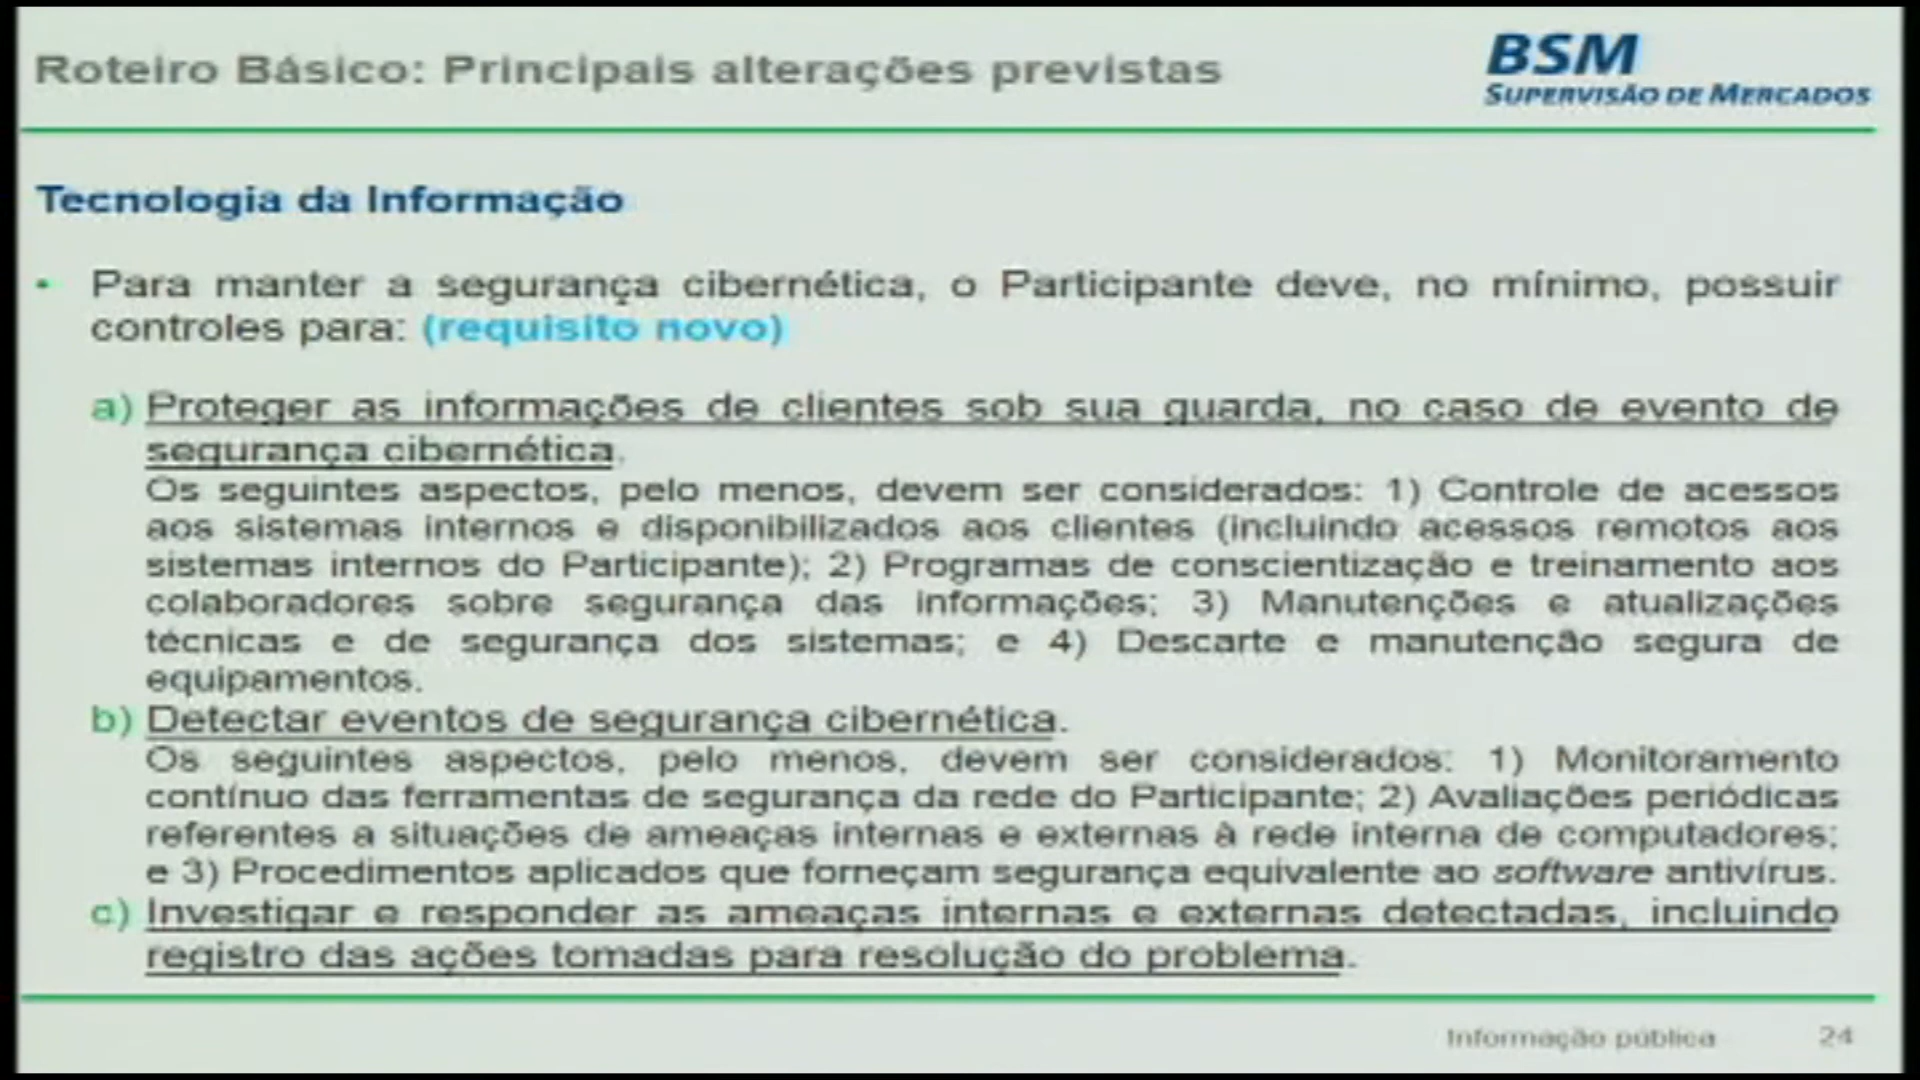 Roteiro Básico: Principais alterações previstas
BSM
SUPERVISÃO DE MERCADOS
Tecnologia da Informação
• Para manter a segurança cibernética, o Participante deve, no mínimo, possuir
controles para: (requisito novo)
a) Proteger as informações de clientes sob sua guarda, no caso de evento de
segurança cibernética.
Os seguintes aspectos, pelo menos, devem ser considerados: 1) Controle de acessos
aos sistemas internos e disponibilizados aos clientes (incluindo acessos remotos aos
sistemas internos do Participante); 2) Programas de conscientização e treinamento aos
colaboradores sobre segurança das informações; 3) Manutenções e atualizações
técnicas e de segurança dos sistemas; e 4) Descarte e manutenção segura de
equipamentos.
b) Detectar eventos de segurança cibernética.
Os seguintes aspectos, pelo menos, devem ser considerados: 1) Monitoramento
contínuo das ferramentas de segurança da rede do Participante; 2) Avaliações periódicas
referentes a situações de ameaças internas e externas à rede interna de computadores;
e 3) Procedimentos aplicados que forneçam segurança equivalente ao software antivírus.
c) Investigar e responder as ameaças internas e externas detectadas, incluindo
registro das ações tomadas para resolução do problema.
Informação pública 24